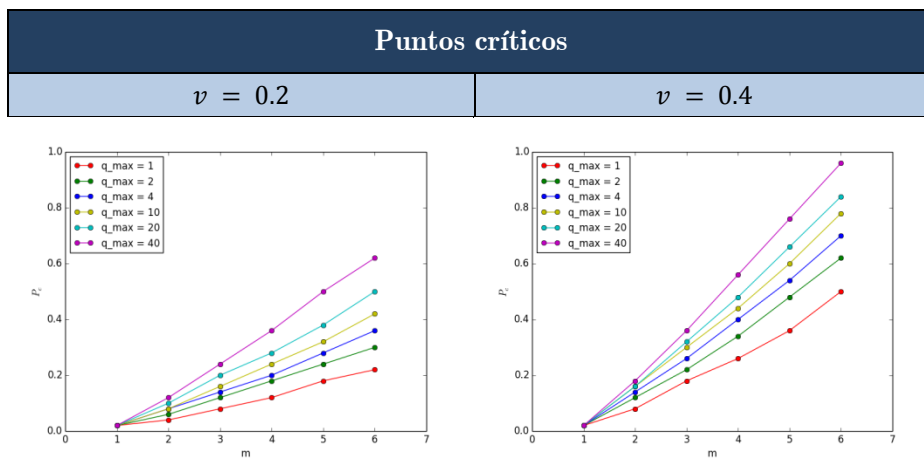 Puntos críticos
v = 0.2
v = 0.4
1.0
0.8
0.6
0.4
0.2
0.0
P_c
q_max = 1
q_max = 2
q_max = 4
q_max = 10
q_max = 20
q_max = 40
0 1 2 3 4 5 6 7
m
1.0
0.8
0.6
0.4
0.2
0.0
P_c
q_max = 1
q_max = 2
q_max = 4
q_max = 10
q_max = 20
q_max = 40
0 1 2 3 4 5 6 7
m